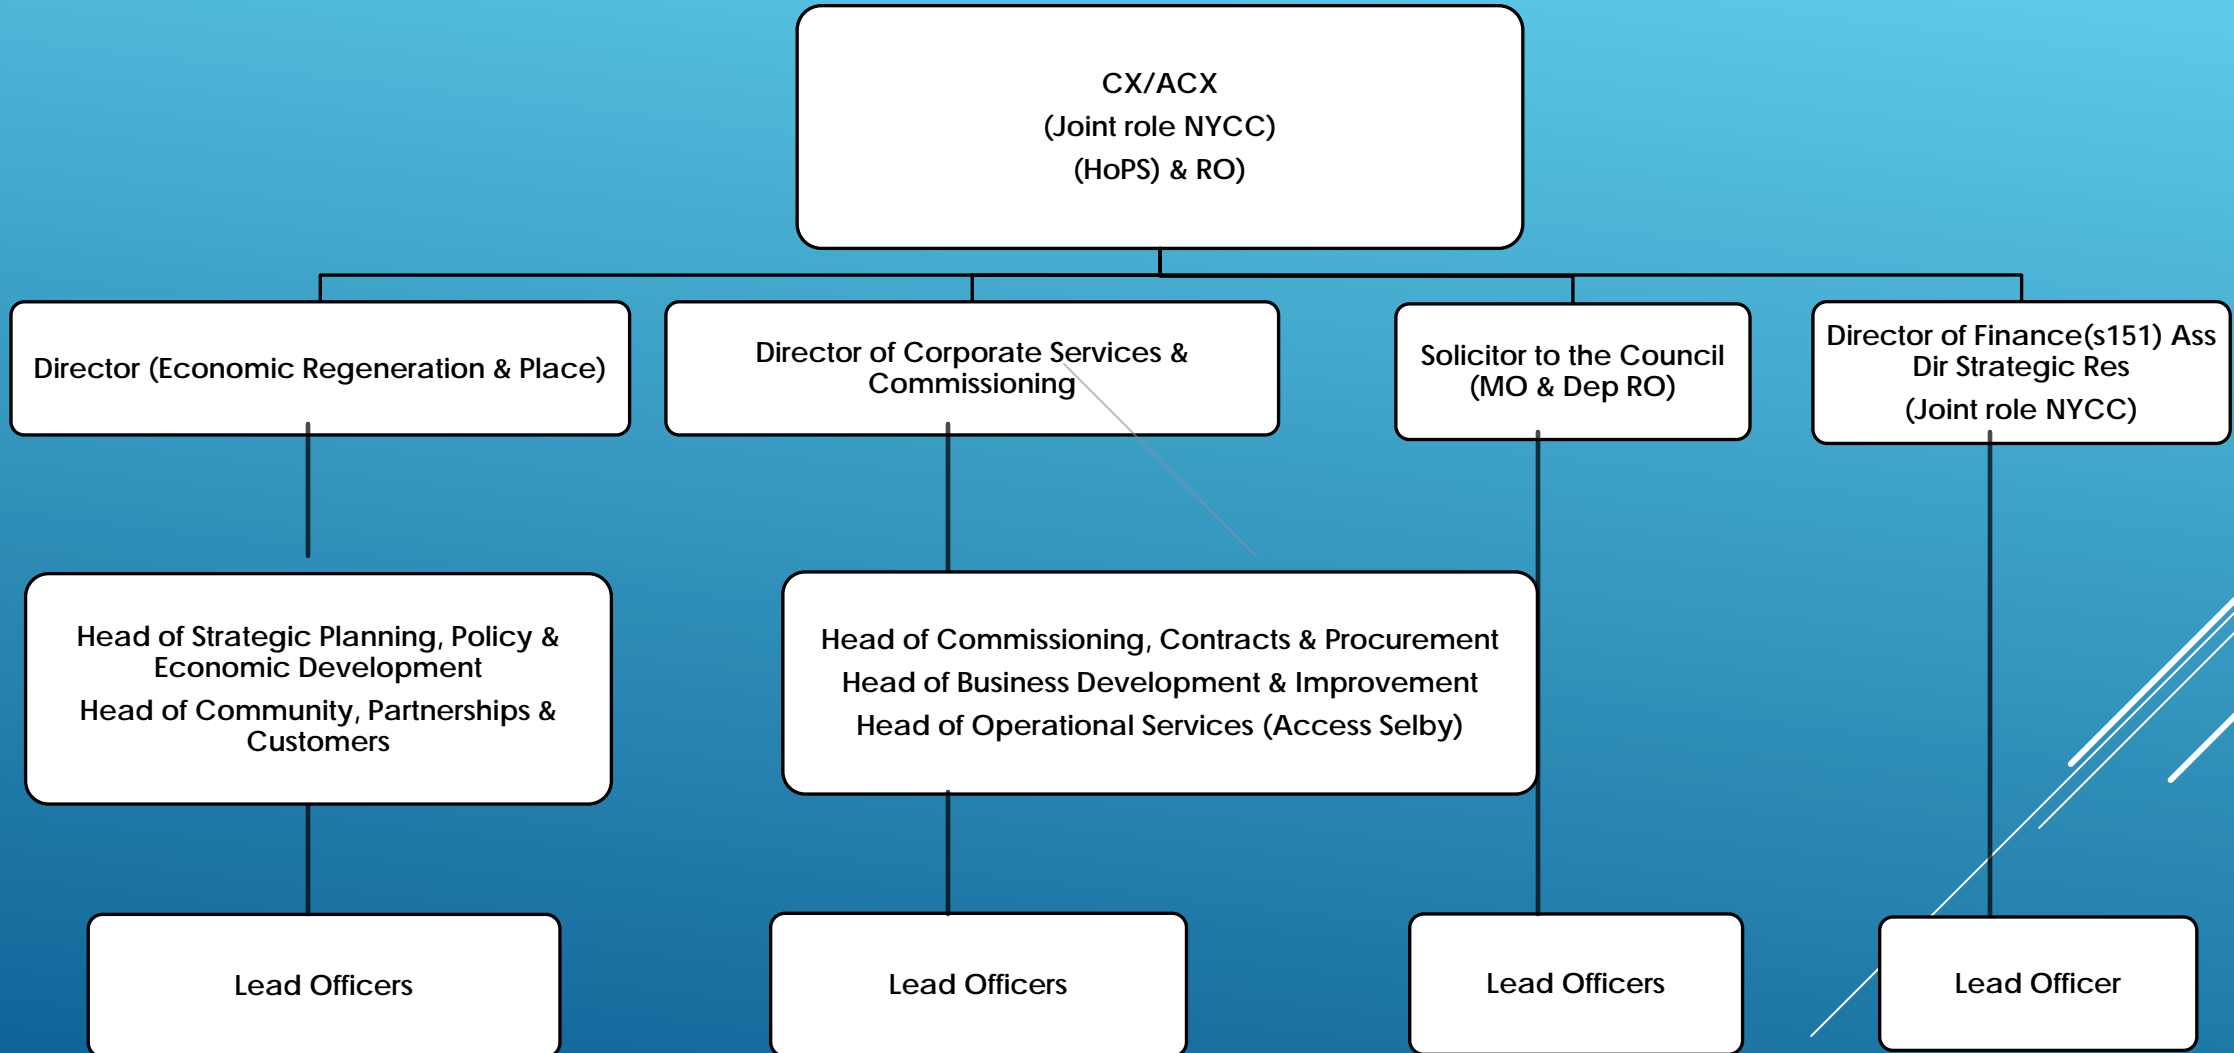 CX/ACX
(Joint role NYCC)
(HoPS) & RO)
Director (Economic Regeneration & Place)
Director of Corporate Services &
Commissioning
Solicitor to the Council
(MO & Dep RO)
Director of Finance(s151) Ass
Dir Strategic Res
(Joint role NYCC)
Head of Strategic Planning, Policy &
Economic Development
Head of Community, Partnerships &
Customers
Head of Commissioning, Contracts & Procurement
Head of Business Development & Improvement
Head of Operational Services (Access Selby)
Lead Officers
Lead Officers
Lead Officers
Lead Officer